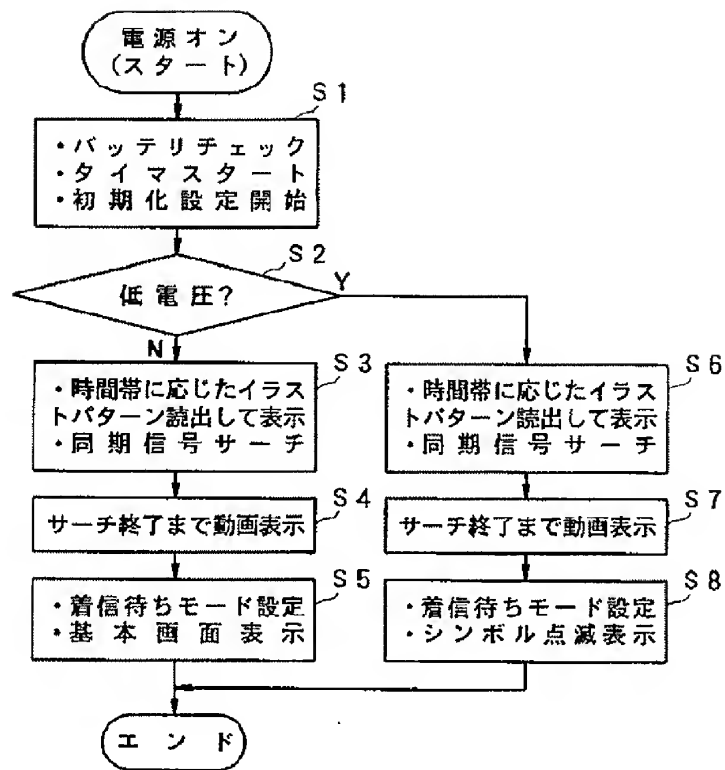 電源オン
(スタート)
S1
・バッテリチェック
・タイマスタート
・初期化設定開始
S2
低電圧?
Y
N
S3
・時間帯に応じたイラス
トパターン読出して表示
・同期信号サーチ
S4
サーチ終了まで動画表示
S5
・着信待ちモード設定
・基本画面表示
S6
・時間帯に応じたイラス
トパターン読出して表示
・同期信号サーチ
S7
サーチ終了まで動画表示
S8
・着信待ちモード設定
・シンボル点滅表示
エンド